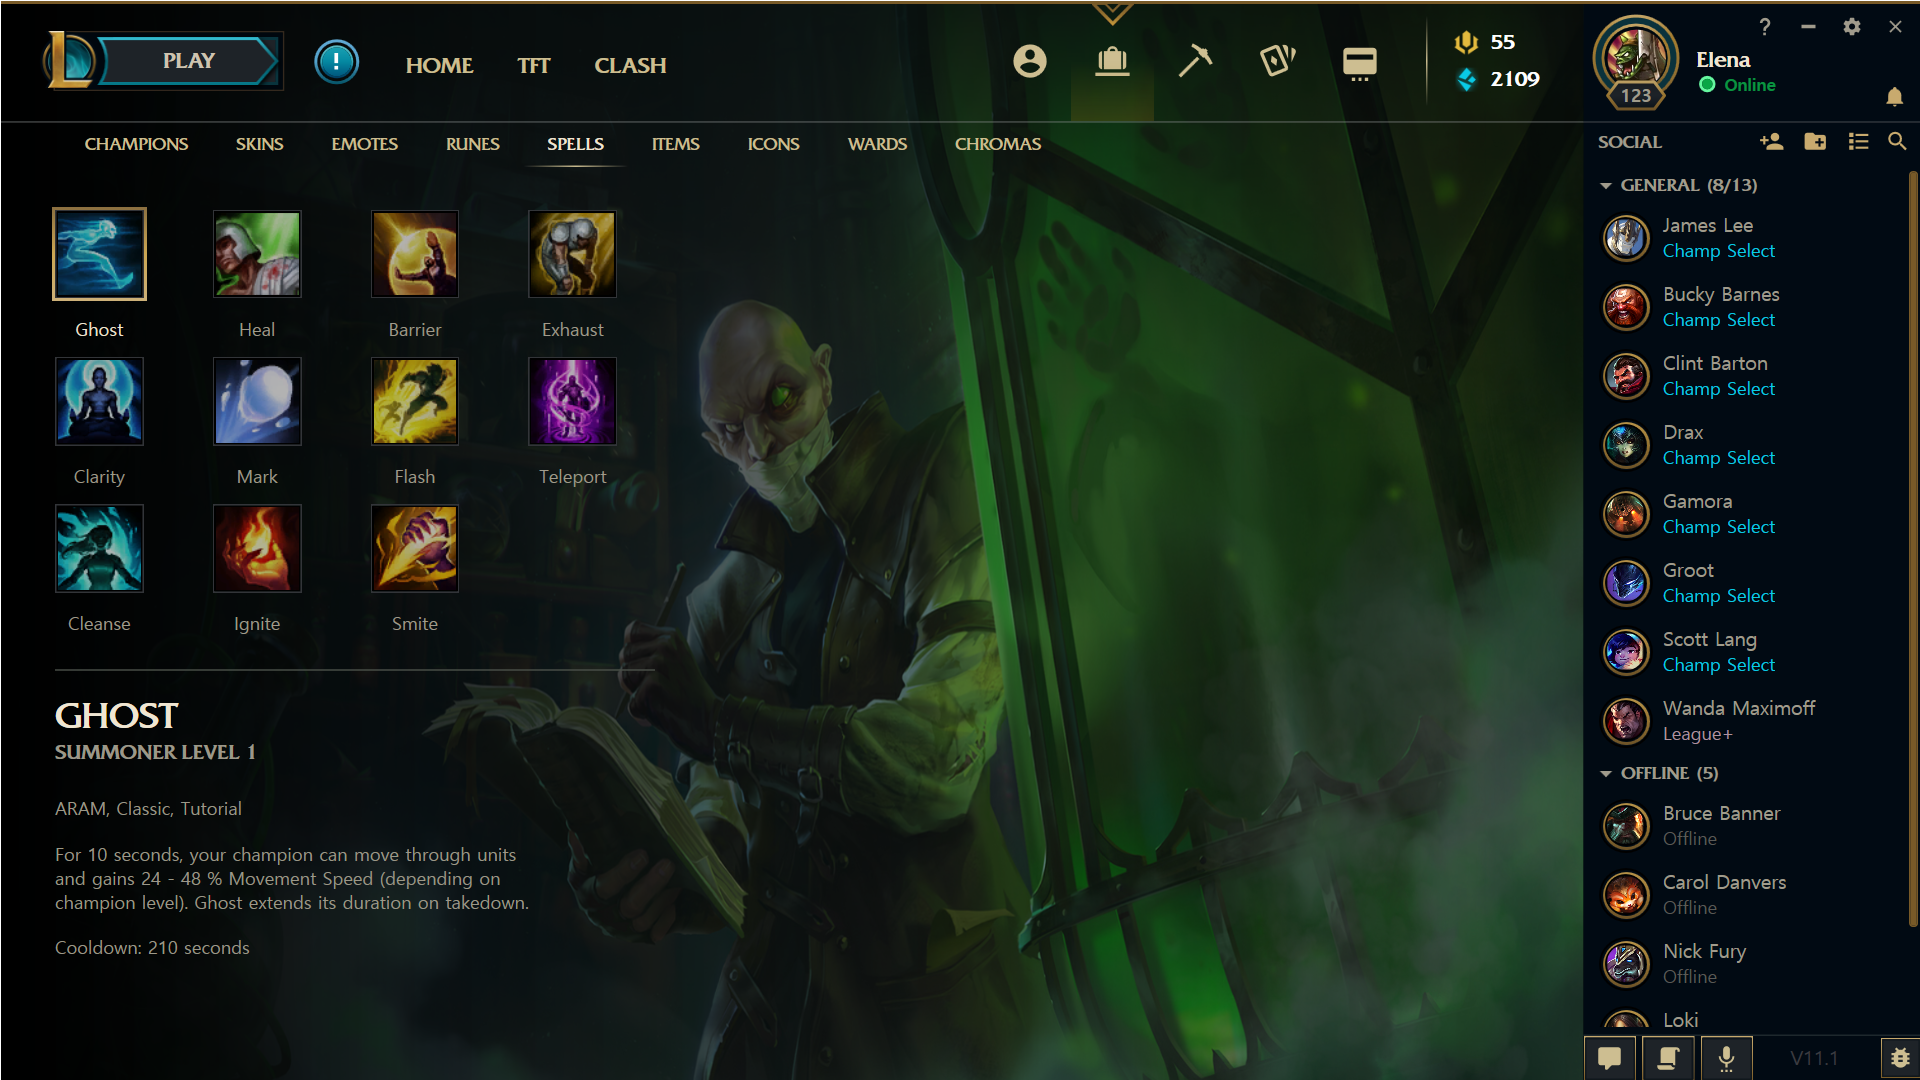 PLAY
HOME
TFT
CLASH
55
2109
123
Elena
Online
CHAMPIONS
SKINS
EMOTES
RUNES
SPELLS
ITEMS
ICONS
WARDS
CHROMAS
Ghost
Heal
Barrier
Exhaust
Clarity
Mark
Flash
Teleport
Cleanse
Ignite
Smite
GHOST
SUMMONER LEVEL 1
ARAM, Classic, Tutorial
For 10 seconds, your champion can move through units
and gains 24 - 48 % Movement Speed (depending on
champion level). Ghost extends its duration on takedown.
Cooldown: 210 seconds
SOCIAL
GENERAL (8/13)
James Lee
Champ Select
Bucky Barnes
Champ Select
Clint Barton
Champ Select
Drax
Champ Select
Gamora
Champ Select
Groot
Champ Select
Scott Lang
Champ Select
Wanda Maximoff
League+
OFFLINE (5)
Bruce Banner
Offline
Carol Danvers
Offline
Nick Fury
Offline
Loki
V11.1